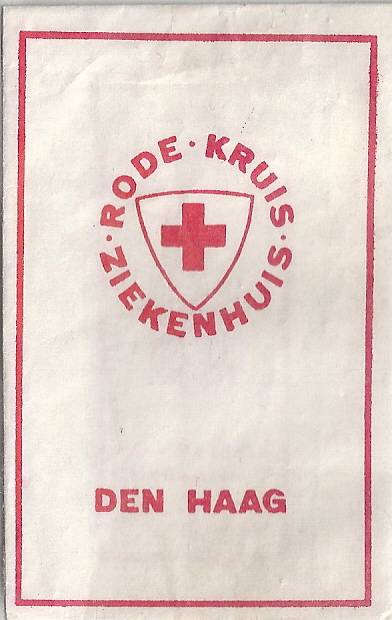 · RODE · KRUIS ·
ZIEKENHUIS
DEN HAAG